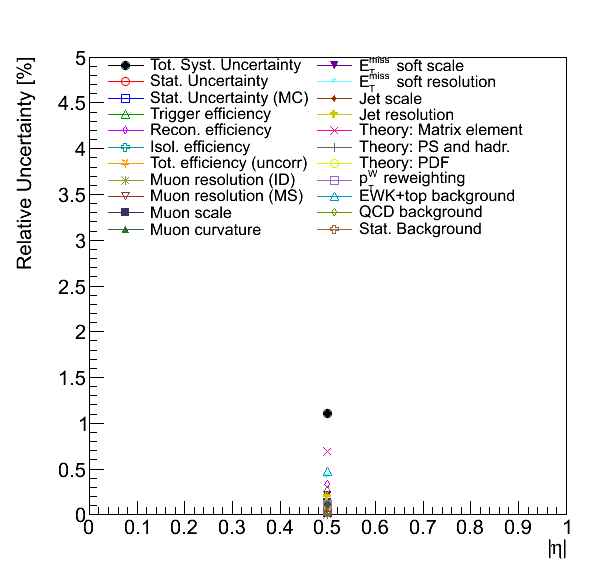 Relative Uncertainty [%]
5
4.5
4
3.5
3
2.5
2
1.5
1
0.5
0
Tot. Syst. Uncertainty
Stat. Uncertainty
Stat. Uncertainty (MC)
Trigger efficiency
Recon. efficiency
Isol. efficiency
Tot. efficiency (uncorr)
Muon resolution (ID)
Muon resolution (MS)
Muon scale
Muon curvature
E_T^miss soft scale
E_T^miss soft resolution
Jet scale
Jet resolution
Theory: Matrix element
Theory: PS and hadr.
Theory: PDF
p_T^W reweighting
EWK+top background
QCD background
Stat. Background
0 0.1 0.2 0.3 0.4 0.5 0.6 0.7 0.8 0.9 1
|η|